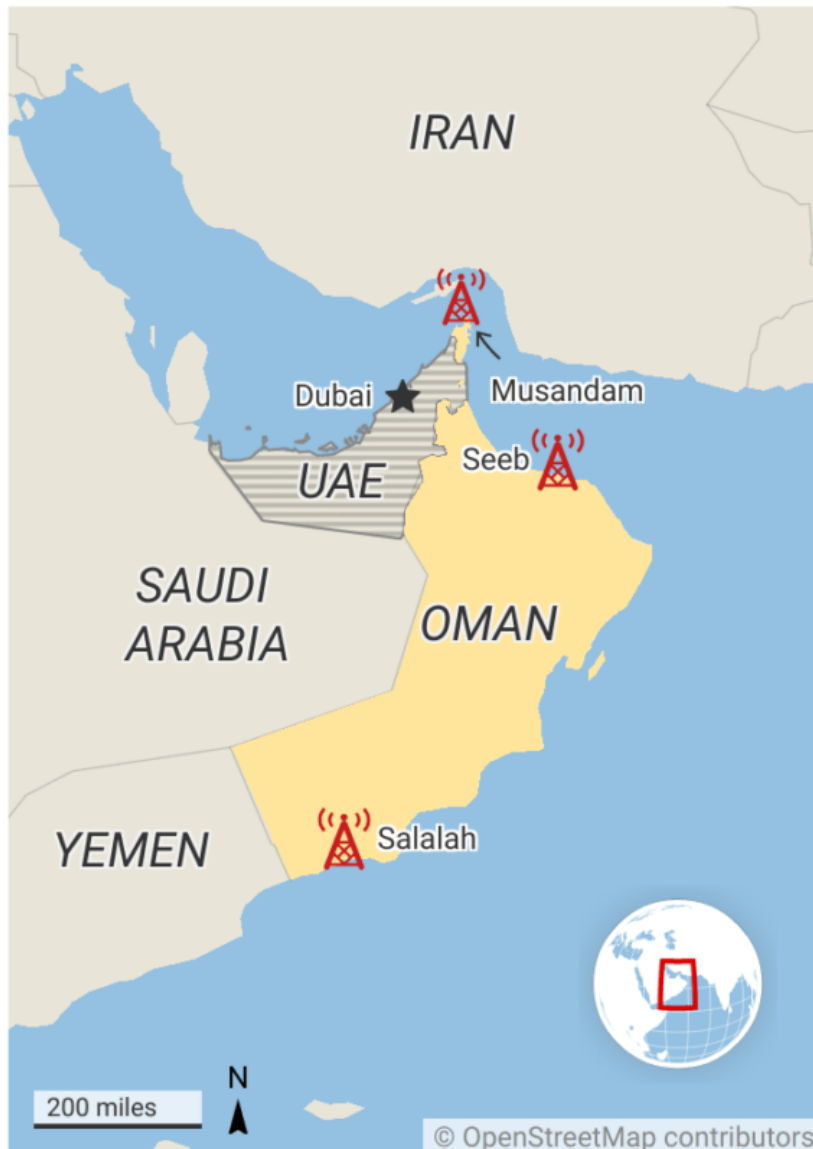 IRAN
Dubai
Musandam
Seeb
UAE
SAUDI
ARABIA
OMAN
YEMEN
Salalah
N
200 miles
© OpenStreetMap contributors